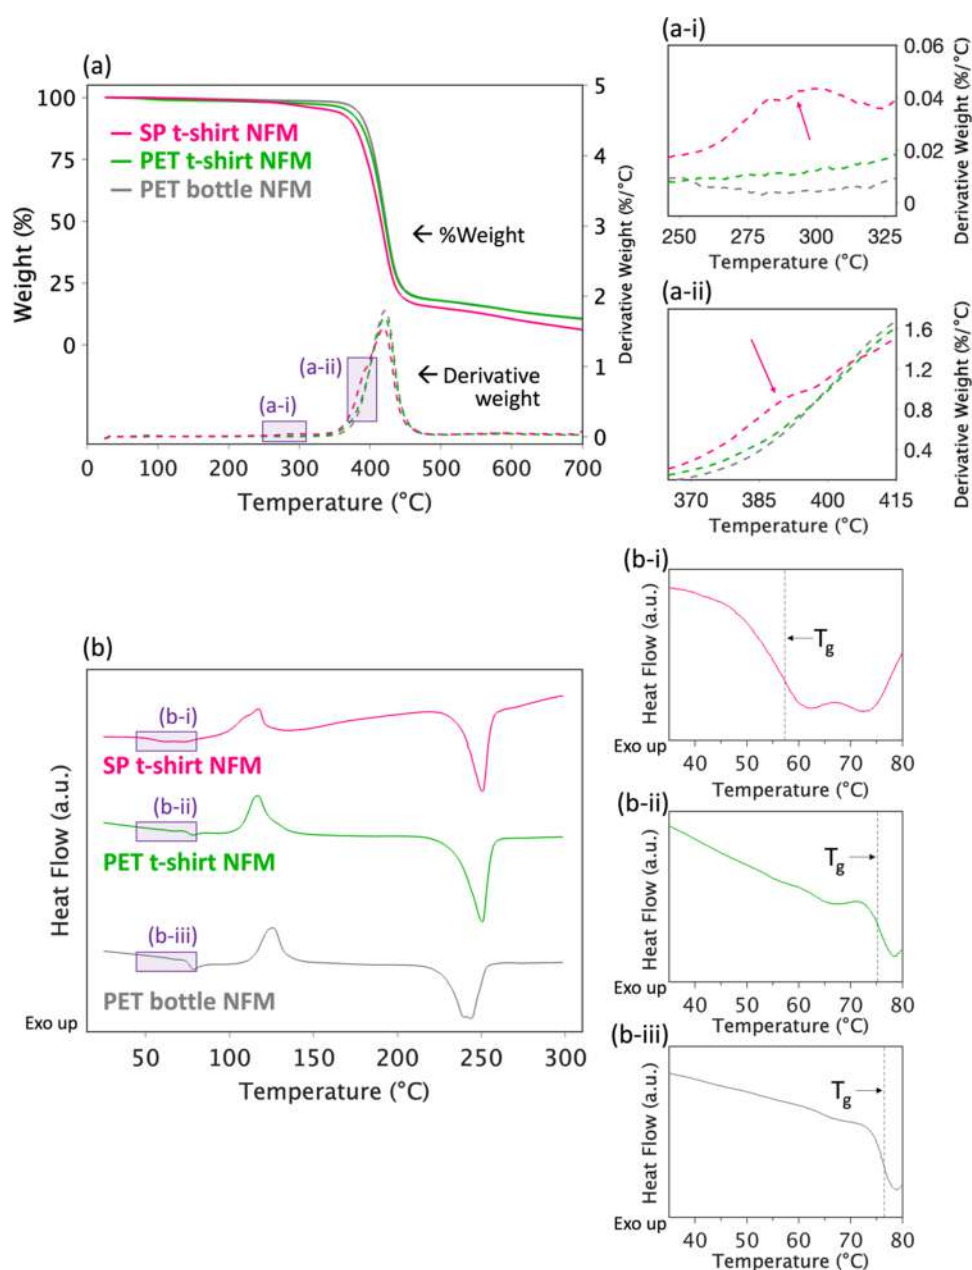 (a)
Weight (%)
100
75
50
25
0
SP t-shirt NFM
PET t-shirt NFM
PET bottle NFM
← %Weight
← Derivative
weight
(a-i)
(a-ii)
5
4
3
2
1
0
Derivative Weight (%/°C)
0 100 200 300 400 500 600 700
Temperature (°C)
(a-i)
0.06
0.04
0.02
0
Derivative Weight (%/°C)
250 275 300 325
Temperature (°C)
(a-ii)
1.6
1.2
0.8
0.4
Derivative Weight (%/°C)
370 385 400 415
Temperature (°C)
(b)
Heat Flow (a.u.)
Exo up
(b-i)
SP t-shirt NFM
(b-ii)
PET t-shirt NFM
(b-iii)
PET bottle NFM
50 100 150 200 250 300
Temperature (°C)
(b-i)
Heat Flow (a.u.)
Tg
Exo up
40 50 60 70 80
Temperature (°C)
(b-ii)
Heat Flow (a.u.)
Tg
Exo up
40 50 60 70 80
Temperature (°C)
(b-iii)
Heat Flow (a.u.)
Tg
Exo up
40 50 60 70 80
Temperature (°C)